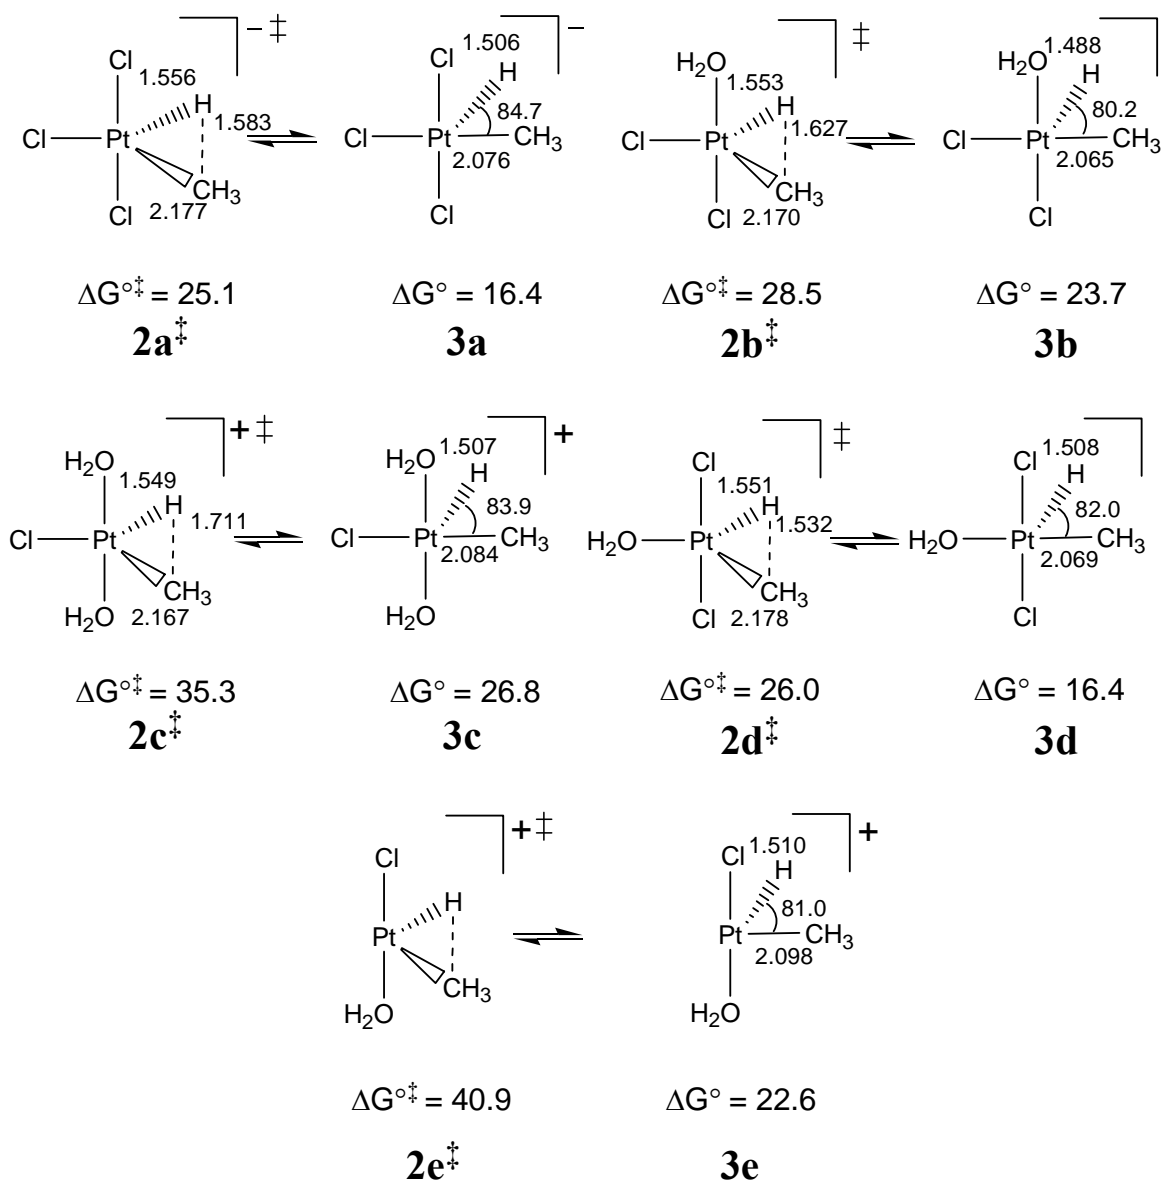 Cl 1.556 H Cl Pt 1.583 CH3 Cl 2.177 − ‡
1.506 Cl H Cl Pt 84.7 CH3 2.076 Cl −
H2O 1.553 H Cl Pt 1.627 CH3 Cl 2.170 ‡
H2O 1.488 H Cl Pt 80.2 CH3 2.065 Cl
ΔG°‡ = 25.1 ΔG° = 16.4 ΔG°‡ = 28.5 ΔG° = 23.7
2a‡ 3a 2b‡ 3b
H2O 1.549 H Cl Pt 1.711 CH3 H2O 2.167 + ‡
H2O 1.507 H Cl Pt 83.9 CH3 2.084 H2O +
Cl 1.551 H H2O Pt 1.532 CH3 Cl 2.178 ‡
Cl 1.508 H H2O Pt 82.0 CH3 2.069 Cl
ΔG°‡ = 35.3 ΔG° = 26.8 ΔG°‡ = 26.0 ΔG° = 16.4
2c‡ 3c 2d‡ 3d
Cl H Pt CH3 H2O + ‡
Cl 1.510 H Pt 81.0 CH3 2.098 H2O +
ΔG°‡ = 40.9 ΔG° = 22.6
2e‡ 3e